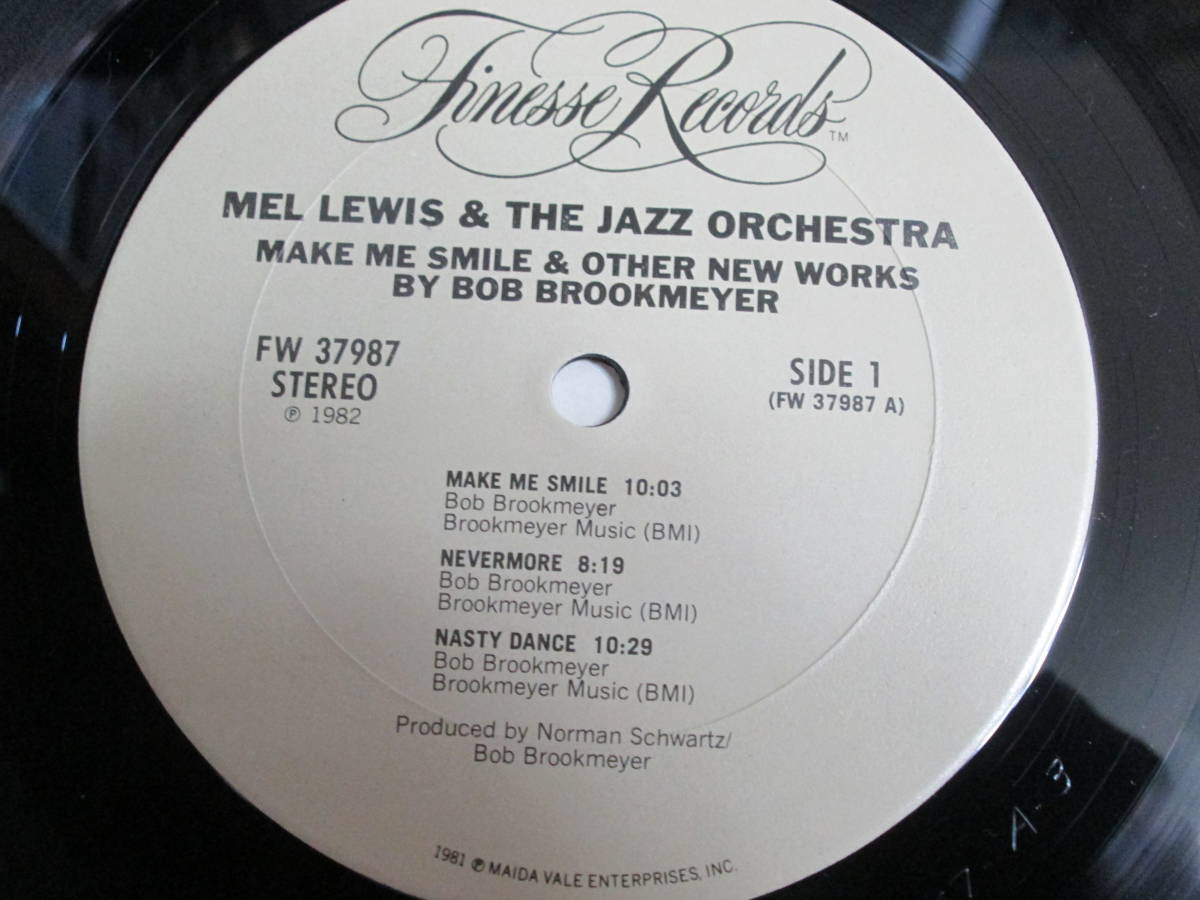 Finesse Records™
MEL LEWIS & THE JAZZ ORCHESTRA
MAKE ME SMILE & OTHER NEW WORKS
BY BOB BROOKMEYER
FW 37987
STEREO
℗ 1982
SIDE 1
(FW 37987 A)
MAKE ME SMILE 10:03
Bob Brookmeyer
Brookmeyer Music (BMI)
NEVERMORE 8:19
Bob Brookmeyer
Brookmeyer Music (BMI)
NASTY DANCE 10:29
Bob Brookmeyer
Brookmeyer Music (BMI)
Produced by Norman Schwartz/
Bob Brookmeyer
1981 ℗ MAIDA VALE ENTERPRISES, INC.
7 A-3